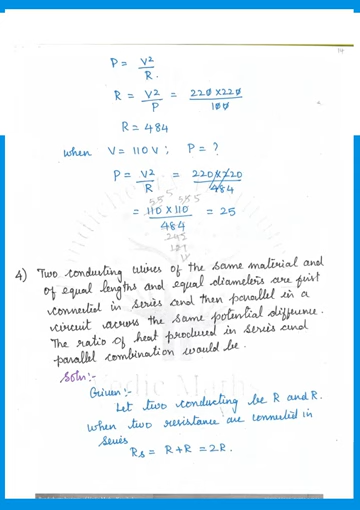 14
P = V²/R.
R = V²/P = 220 x 220 / 100
R = 484
when V = 110 V ; P = ?
P = V²/R = 220 x 220 / 484
= 110 x 110 / 484 = 25
4) Two conducting wires of the same material and
of equal lengths and equal diameters are first
connected in series and then parallel in a
circuit across the same potential difference.
The ratio of heat produced in series and
parallel combination would be.
Soln:-
Given:-
Let two conducting be R and R.
when two resistance are connected in
series
Rs = R + R = 2R.